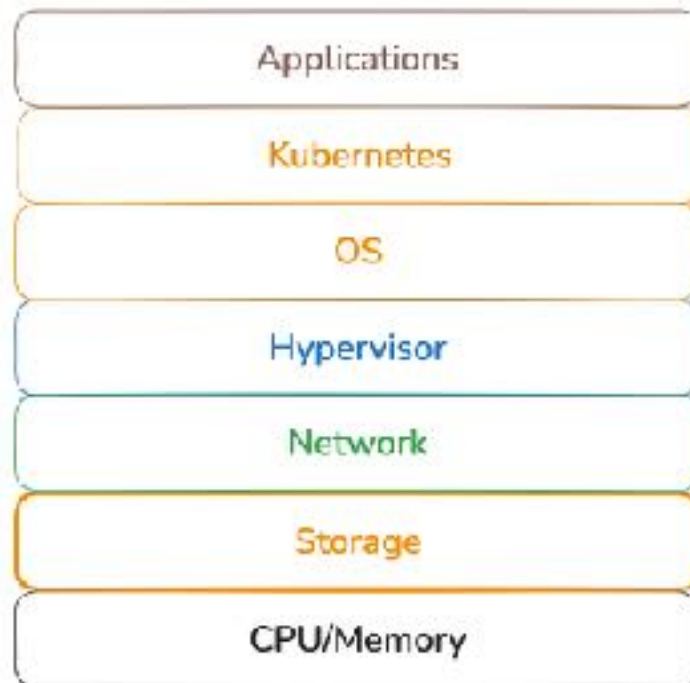 Applications
Kubernetes
OS
Hypervisor
Network
Storage
CPU/Memory